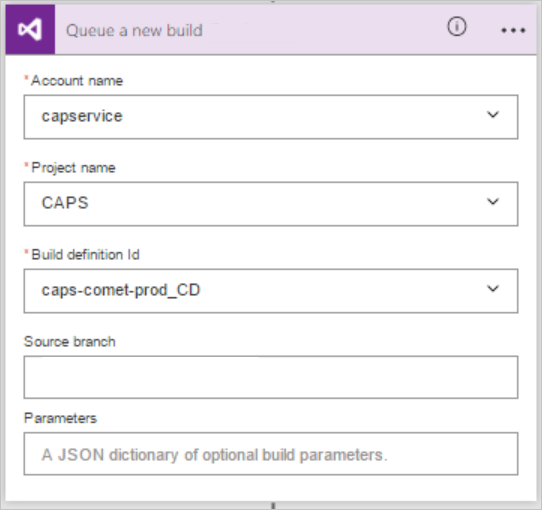 Queue a new build
*Account name
capservice
*Project name
CAPS
*Build definition Id
caps-comet-prod_CD
Source branch
Parameters
A JSON dictionary of optional build parameters.